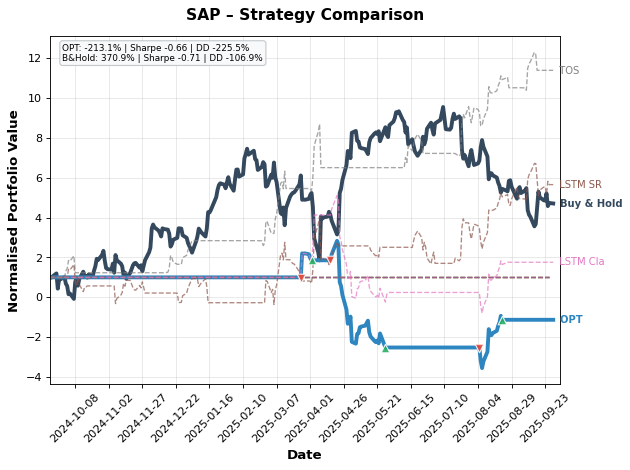 SAP – Strategy Comparison
OPT: -213.1% | Sharpe -0.66 | DD -225.5%
B&Hold: 370.9% | Sharpe -0.71 | DD -106.9%
Normalised Portfolio Value
12
10
8
6
4
2
0
−2
−4
TOS
LSTM SR
Buy & Hold
LSTM Cla
OPT
2024-10-08
2024-11-02
2024-11-27
2024-12-22
2025-01-16
2025-02-10
2025-03-07
2025-04-01
2025-04-26
2025-05-21
2025-06-15
2025-07-10
2025-08-04
2025-08-29
2025-09-23
Date